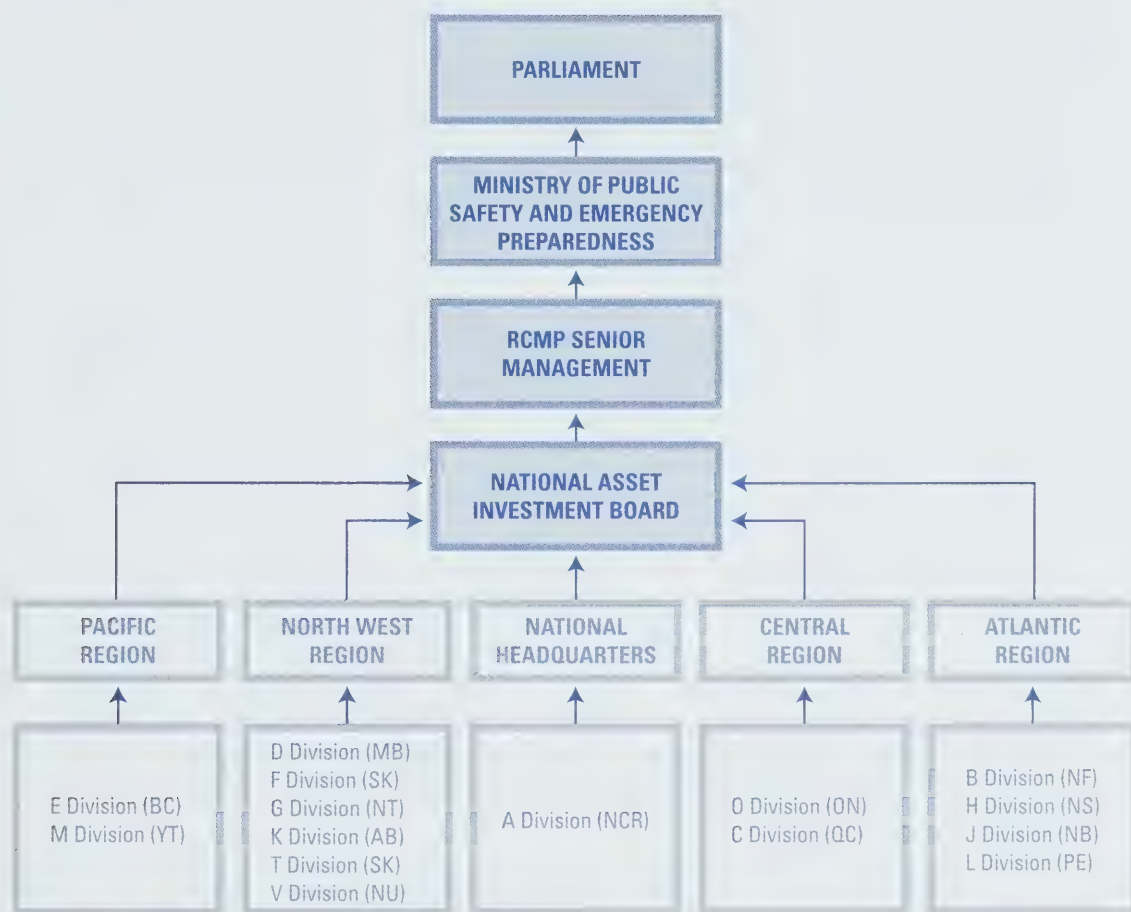 PARLIAMENT
MINISTRY OF PUBLIC
SAFETY AND EMERGENCY
PREPAREDNESS
RCMP SENIOR
MANAGEMENT
NATIONAL ASSET
INVESTMENT BOARD
PACIFIC
REGION
NORTH WEST
REGION
NATIONAL
HEADQUARTERS
CENTRAL
REGION
ATLANTIC
REGION
E Division (BC)
M Division (YT)
D Division (MB)
F Division (SK)
G Division (NT)
K Division (AB)
T Division (SK)
V Division (NU)
A Division (NCR)
O Division (ON)
C Division (QC)
B Division (NF)
H Division (NS)
J Division (NB)
L Division (PE)